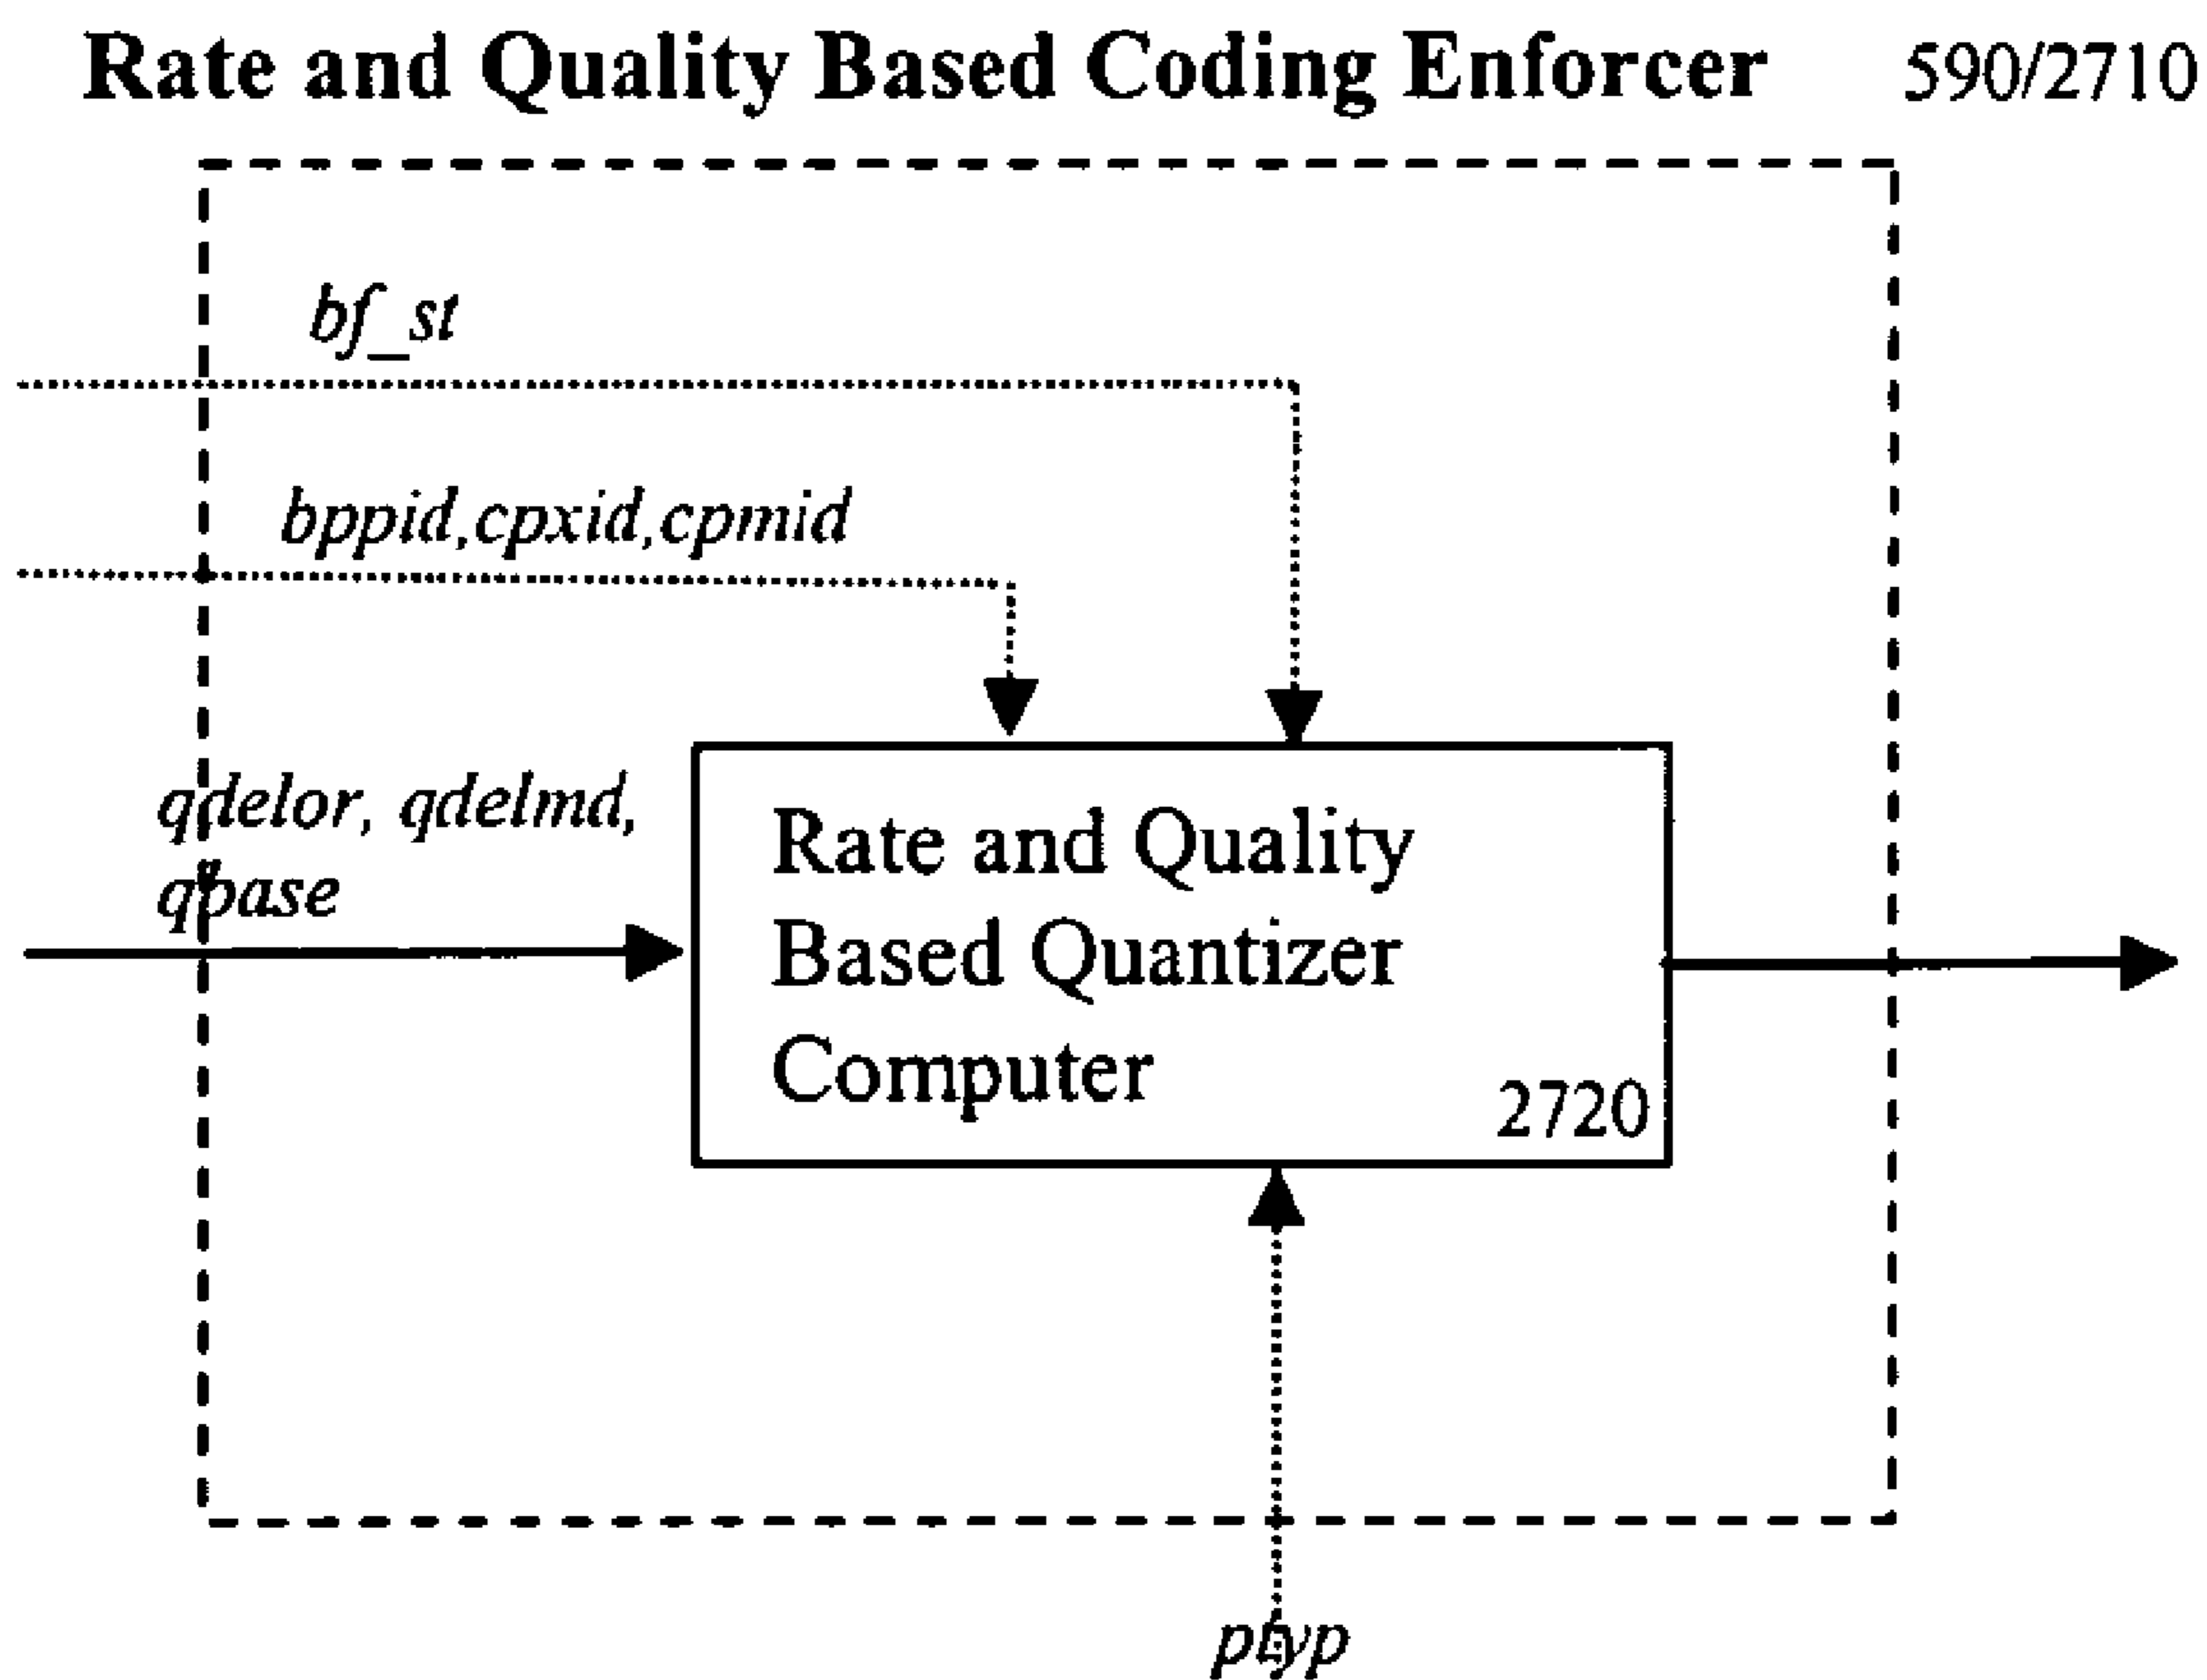 Rate and Quality Based Coding Enforcer 590/2710
bf_st
bppid,cpxid,cpmid
qdelor, qdelmd,
qbase
Rate and Quality
Based Quantizer
Computer
2720